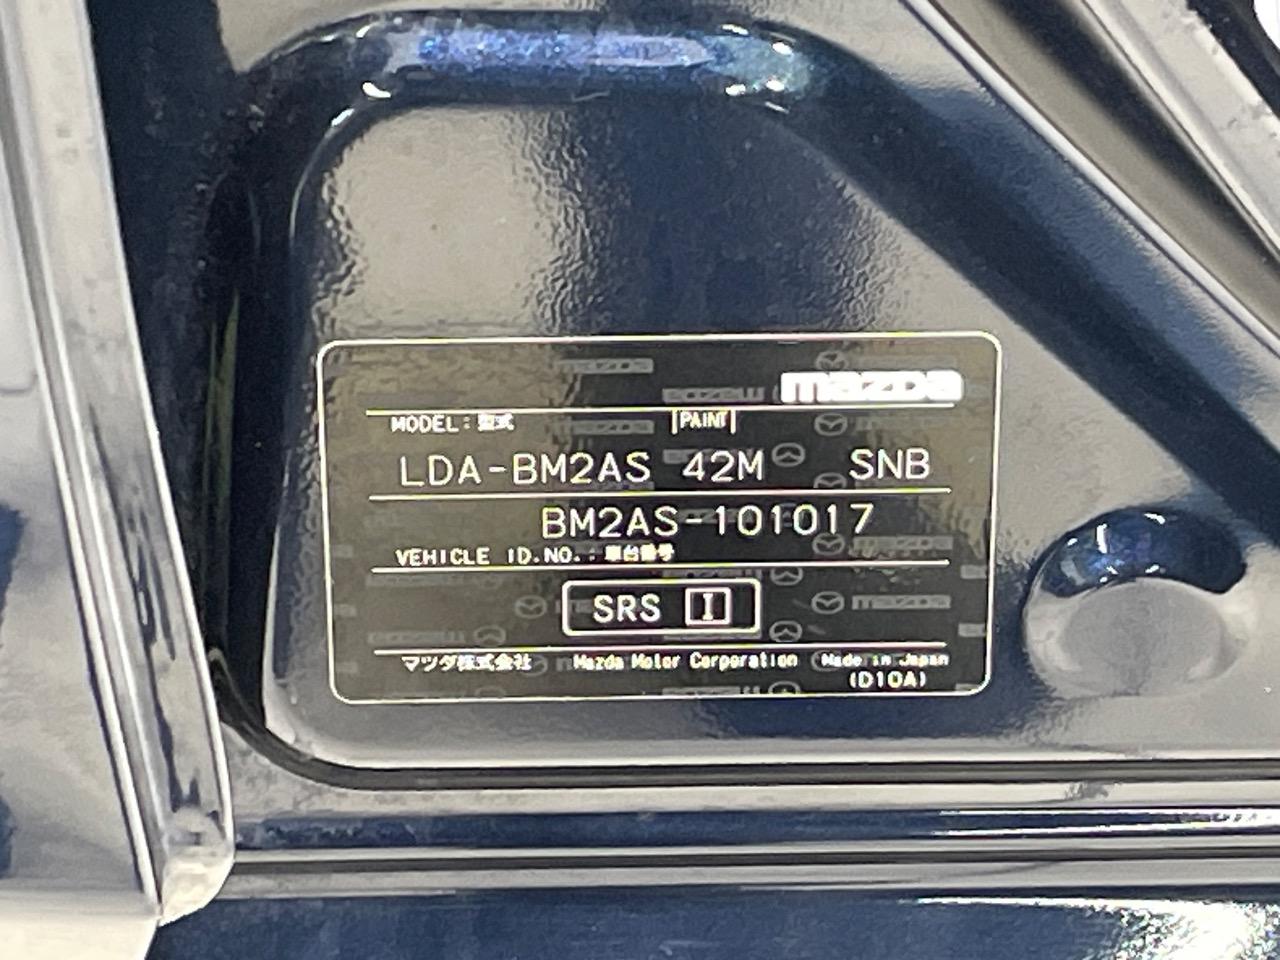 mazda
MODEL:型式 PAINT
LDA-BM2AS 42M SNB
BM2AS-101017
VEHICLE ID.NO.:車台番号
SRS I
マツダ株式会社 Mazda Motor Corporation Made in Japan
(D10A)